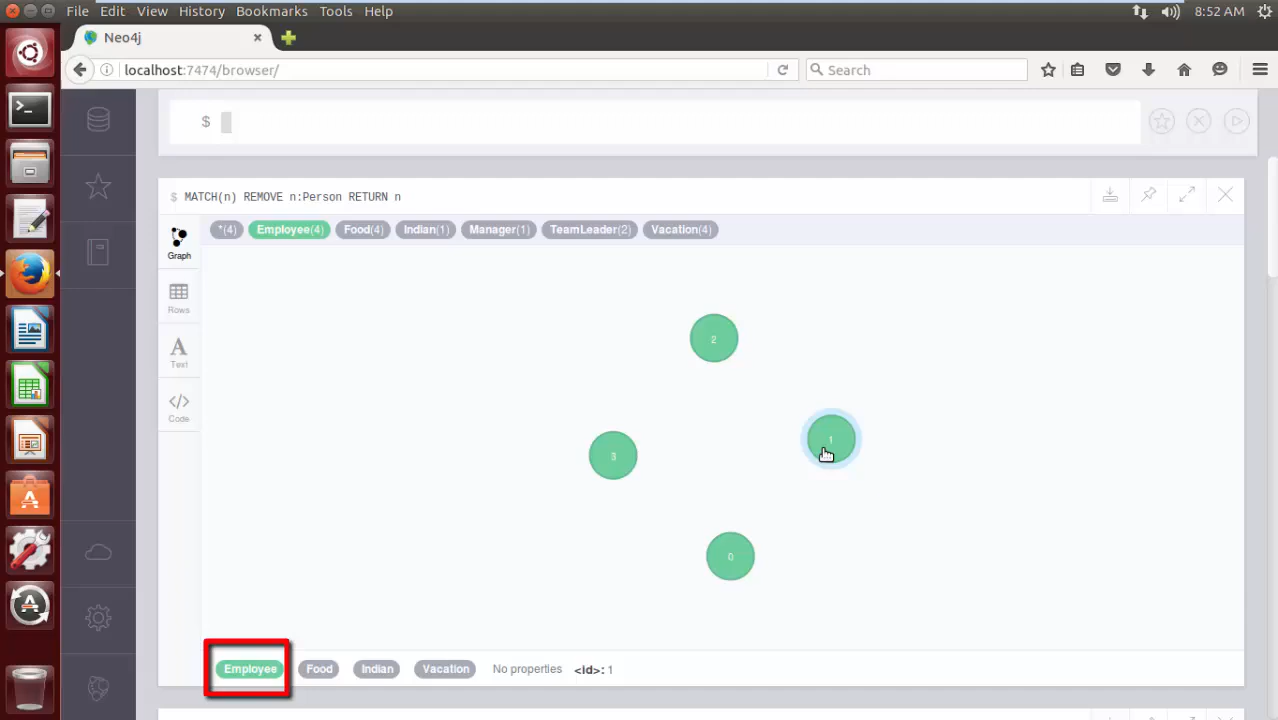 File Edit View History Bookmarks Tools Help 8:52 AM
Neo4j
localhost:7474/browser/ Search
$
$ MATCH(n) REMOVE n:Person RETURN n
*(4) Employee(4) Food(4) Indian(1) Manager(1) TeamLeader(2) Vacation(4)
Graph
Rows
A
Text
</>
Code
2
1
3
0
Employee Food Indian Vacation No properties <id>: 1